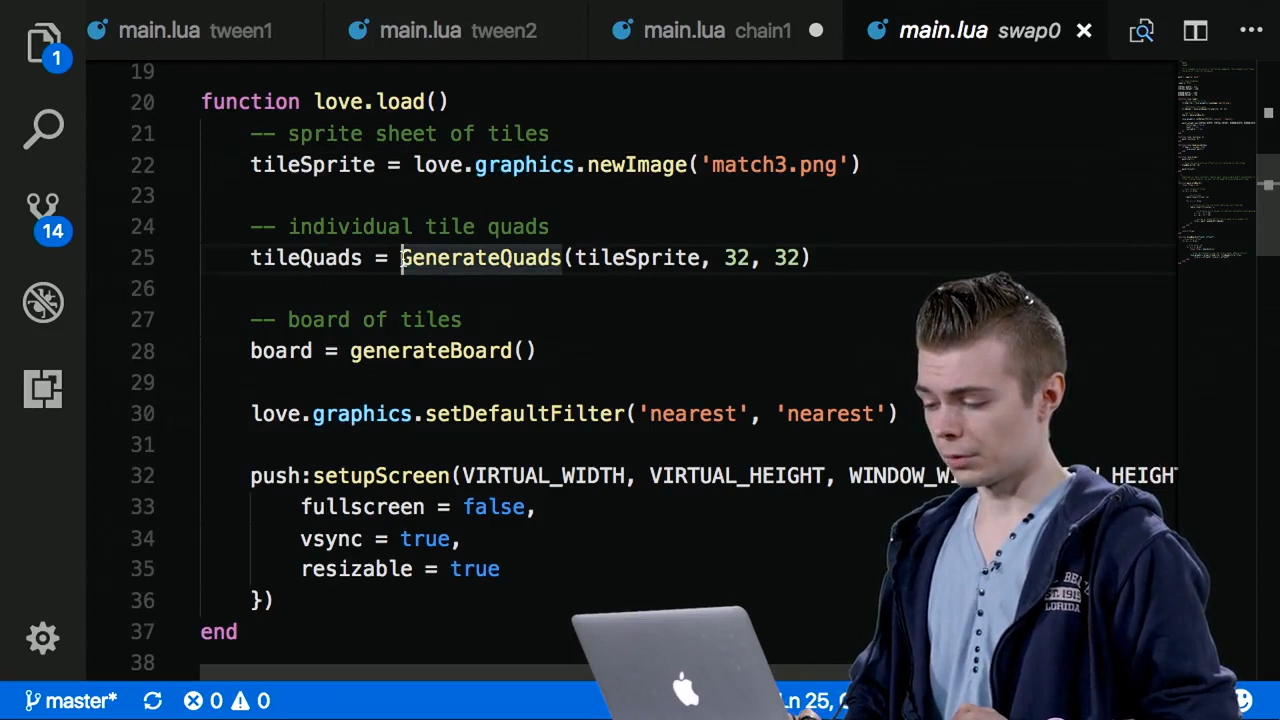 main.lua tween1
main.lua tween2
main.lua chain1
main.lua swap0
1
14
19
20 function love.load()
21 -- sprite sheet of tiles
22 tileSprite = love.graphics.newImage('match3.png')
23
24 -- individual tile quads
25 tileQuads = GenerateQuads(tileSprite, 32, 32)
26
27 -- board of tiles
28 board = generateBoard()
29
30 love.graphics.setDefaultFilter('nearest', 'nearest')
31
32 push:setupScreen(VIRTUAL_WIDTH, VIRTUAL_HEIGHT, HEIGHT
33 fullscreen = false,
34 vsync = true,
35 resizable = true
36 })
37 end
38
master* 0 0 Ln 25,